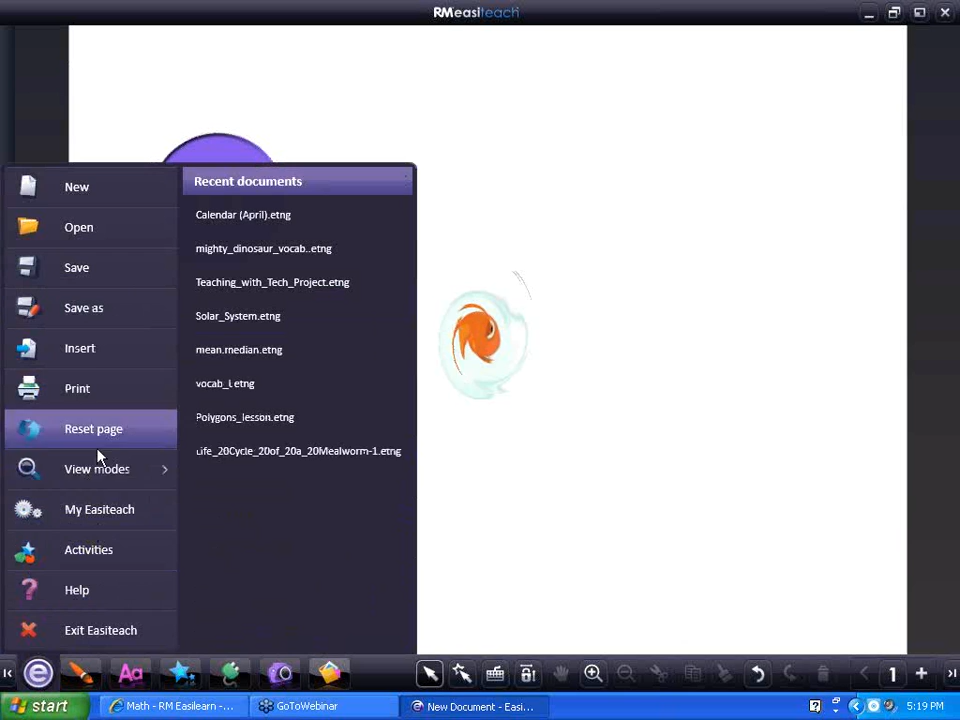 RMeasiteach
Recent documents
New
Calendar (April).etng
Open
mighty_dinosaur_vocab..etng
Save
Teaching_with_Tech_Project.etng
Save as
Solar_System.etng
Insert
mean.median.etng
Print
vocab_I.etng
Reset page
Polygons_lesson.etng
View modes
Life_20Cycle_20of_20a_20Mealworm-1.etng
My Easiteach
Activities
Help
Exit Easiteach
e
Aa
1
start
Math - RM Easilearn -...
GoToWebinar
New Document - Easi...
5:19 PM